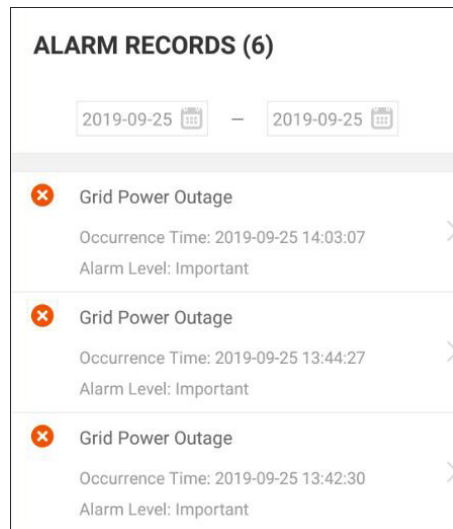 ALARM RECORDS (6)
2019-09-25 – 2019-09-25
Grid Power Outage
Occurrence Time: 2019-09-25 14:03:07
Alarm Level: Important
Grid Power Outage
Occurrence Time: 2019-09-25 13:44:27
Alarm Level: Important
Grid Power Outage
Occurrence Time: 2019-09-25 13:42:30
Alarm Level: Important